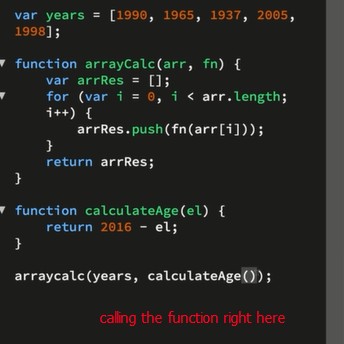 var years = [1990, 1965, 1937, 2005,
1998];
function arrayCalc(arr, fn) {
var arrRes = [];
for (var i = 0, i < arr.length;
i++) {
arrRes.push(fn(arr[i]));
}
return arrRes;
}
function calculateAge(el) {
return 2016 - el;
}
arraycalc(years, calculateAge());
calling the function right here